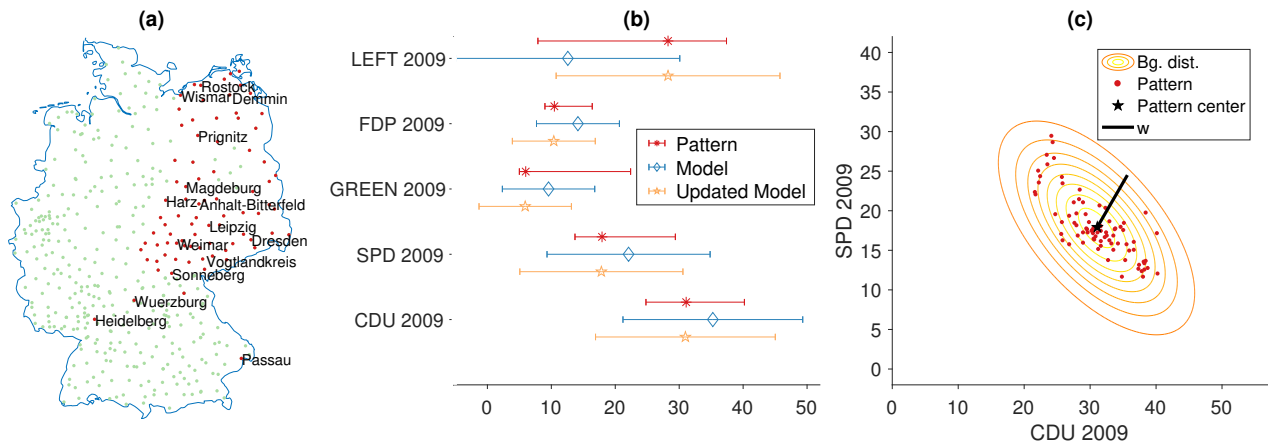 (a)
Rostock
Wismar
Demmin
Prignitz
Magdeburg
Harz
Anhalt-Bitterfeld
Leipzig
Weimar
Dresden
Vogtlandkreis
Sonneberg
Wuerzburg
Heidelberg
Passau
(b)
LEFT 2009
FDP 2009
GREEN 2009
SPD 2009
CDU 2009
Pattern
Model
Updated Model
0 10 20 30 40 50
(c)
SPD 2009
40
35
30
25
20
15
10
5
0
Bg. dist.
Pattern
Pattern center
w
0 10 20 30 40 50
CDU 2009